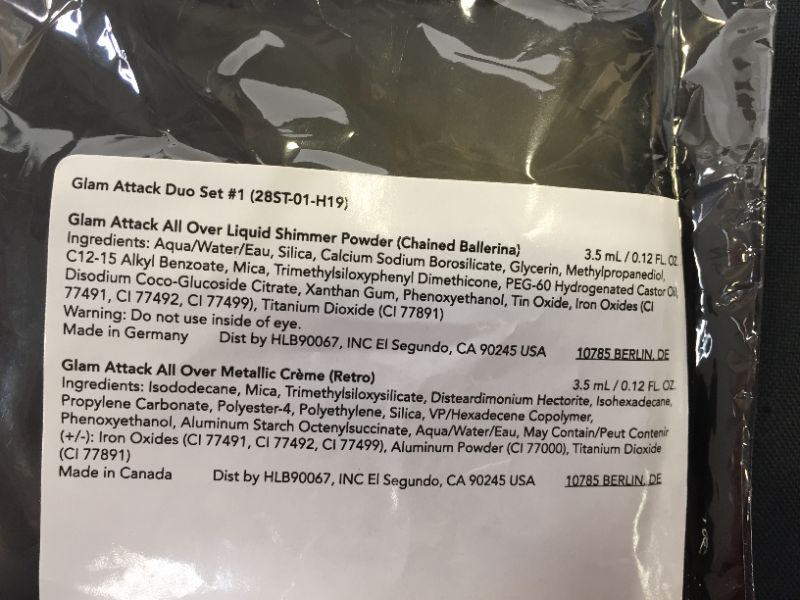 Glam Attack Duo Set #1 (28ST-01-H19)
Glam Attack All Over Liquid Shimmer Powder (Chained Ballerina) 3.5 mL / 0.12 FL. OZ
Ingredients: Aqua/Water/Eau, Silica, Calcium Sodium Borosilicate, Glycerin, Methylpropanediol,
C12-15 Alkyl Benzoate, Mica, Trimethylsiloxyphenyl Dimethicone, PEG-60 Hydrogenated Castor Oil,
Disodium Coco-Glucoside Citrate, Xanthan Gum, Phenoxyethanol, Tin Oxide, Iron Oxides (CI
77491, CI 77492, CI 77499), Titanium Dioxide (CI 77891)
Warning: Do not use inside of eye.
Made in Germany Dist by HLB90067, INC El Segundo, CA 90245 USA 10785 BERLIN, DE
Glam Attack All Over Metallic Crème (Retro) 3.5 mL / 0.12 FL. OZ
Ingredients: Isododecane, Mica, Trimethylsiloxysilicate, Disteardimonium Hectorite, Isohexadecane,
Propylene Carbonate, Polyester-4, Polyethylene, Silica, VP/Hexadecene Copolymer,
Phenoxyethanol, Aluminum Starch Octenylsuccinate, Aqua/Water/Eau, May Contain/Peut Contenir
(+/-): Iron Oxides (CI 77491, CI 77492, CI 77499), Aluminum Powder (CI 77000), Titanium Dioxide
(CI 77891)
Made in Canada Dist by HLB90067, INC El Segundo, CA 90245 USA 10785 BERLIN, DE